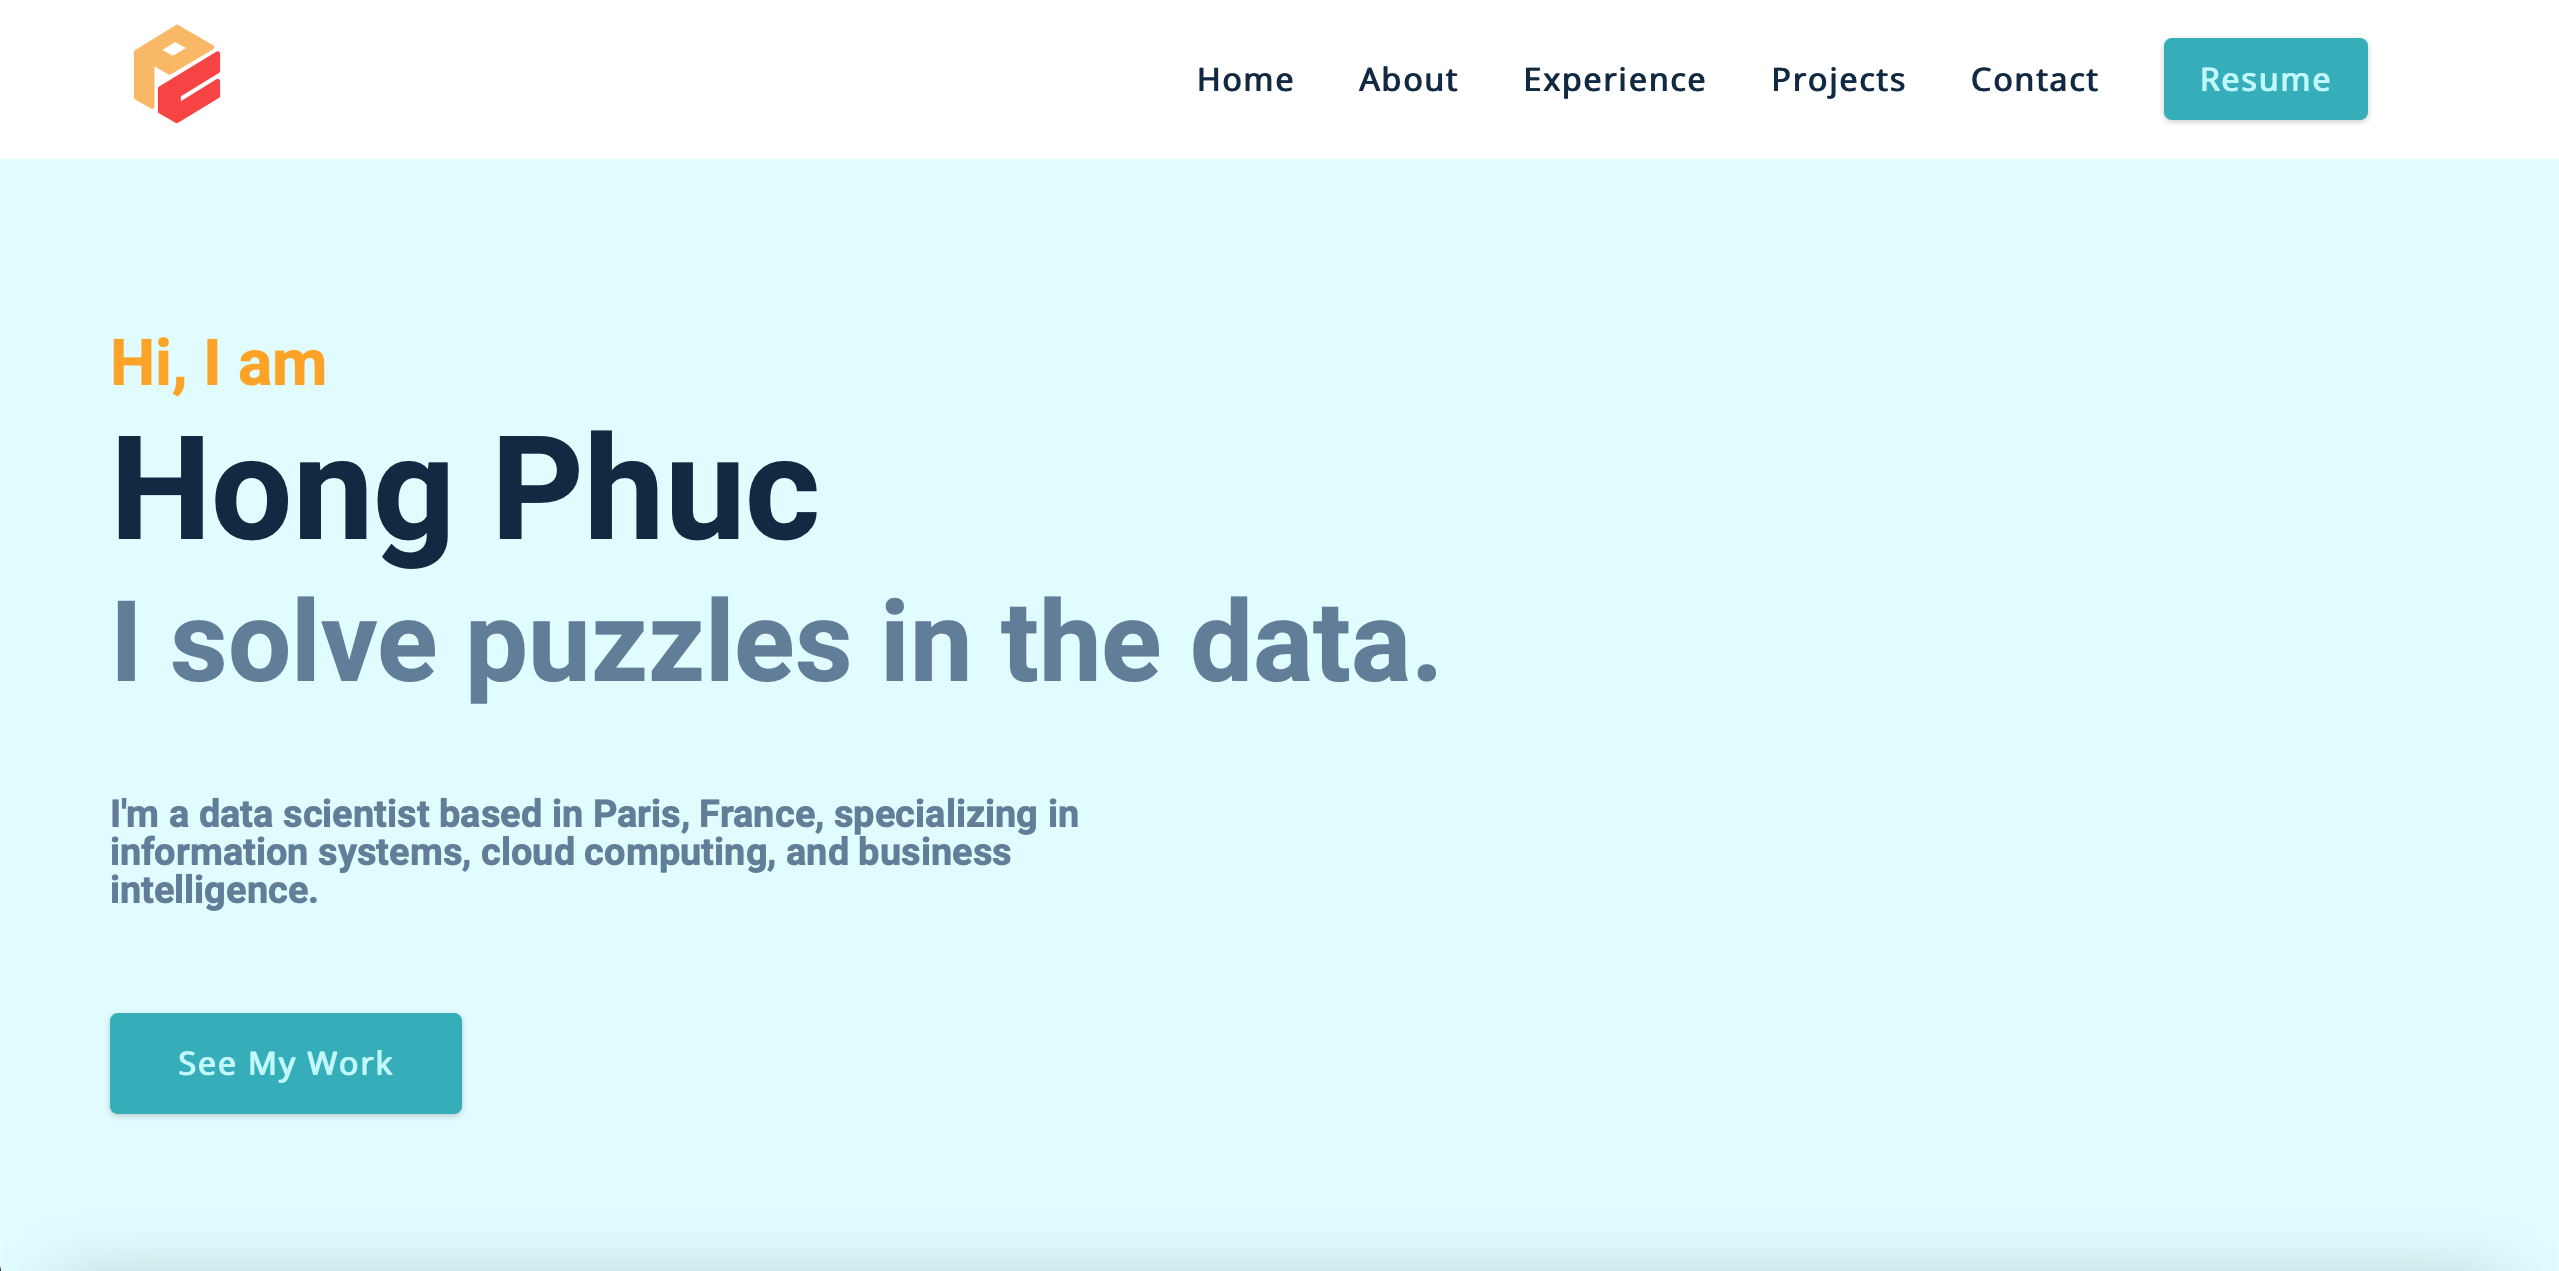 Home About Experience Projects Contact Resume
Hi, I am
Hong Phuc
I solve puzzles in the data.
I'm a data scientist based in Paris, France, specializing in
information systems, cloud computing, and business
intelligence.
See My Work